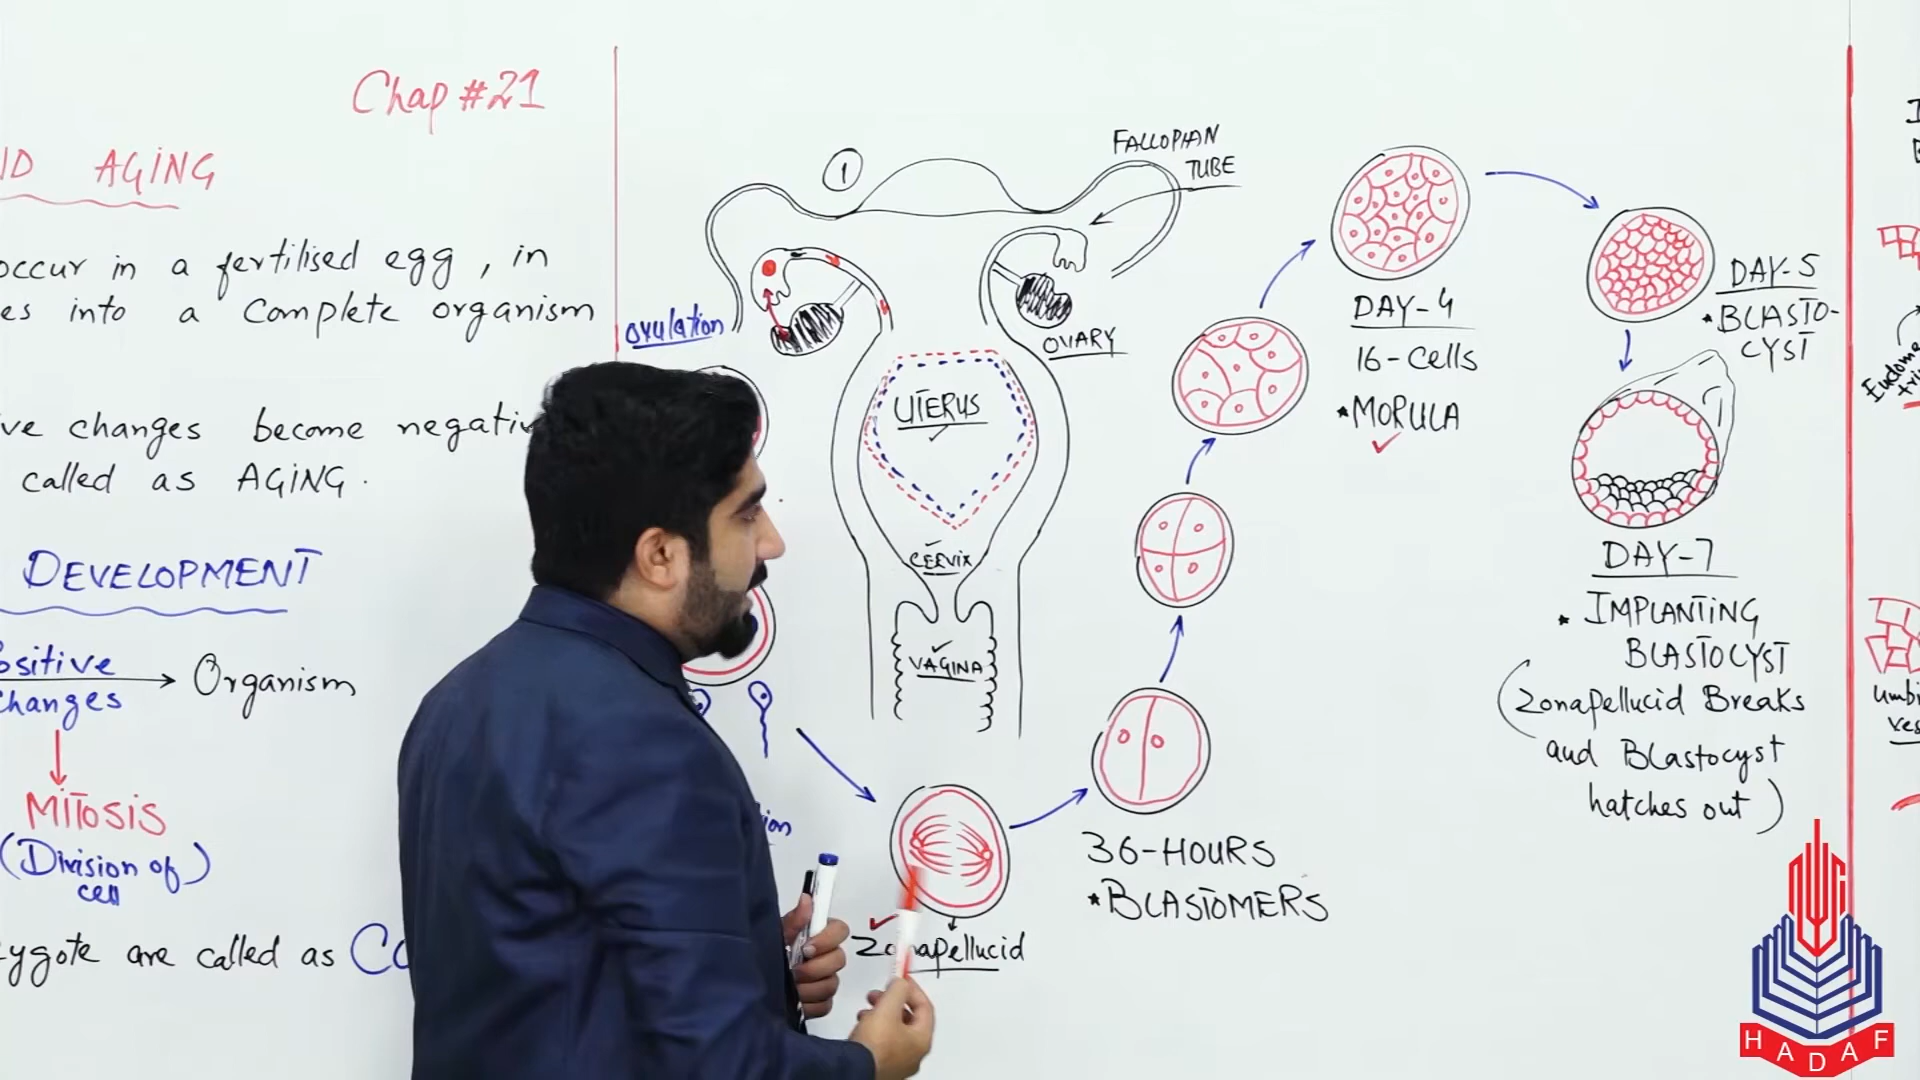 Chap #21
AGING
occur in a fertilised egg, in
es into a complete organism
ve changes become negativ
called as AGING.
DEVELOPMENT
ositive
changes
Organism
MITOSIS
(Division of)
cell
ygote are called as
1
FALLOPIAN
TUBE
ovulation
OVARY
UTERUS
CERVIX
VAGINA
Zonapellucid
36-HOURS
*BLASTOMERS
DAY-4
16-Cells
*MORULA
DAY-5
*BLASTO-
CYST
DAY-7
* IMPLANTING
BLASTOCYST
(Zonapellucid Breaks
and Blastocyst
hatches out)
HADAF